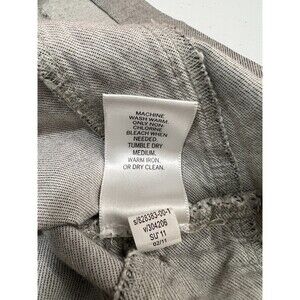 MACHINE
WASH WARM.
ONLY NON-
CHLORINE
BLEACH WHEN
NEEDED.
TUMBLE DRY
MEDIUM.
WARM IRON,
OR DRY CLEAN.
s/828383-00-1
v/304206
SU' 11
02/11